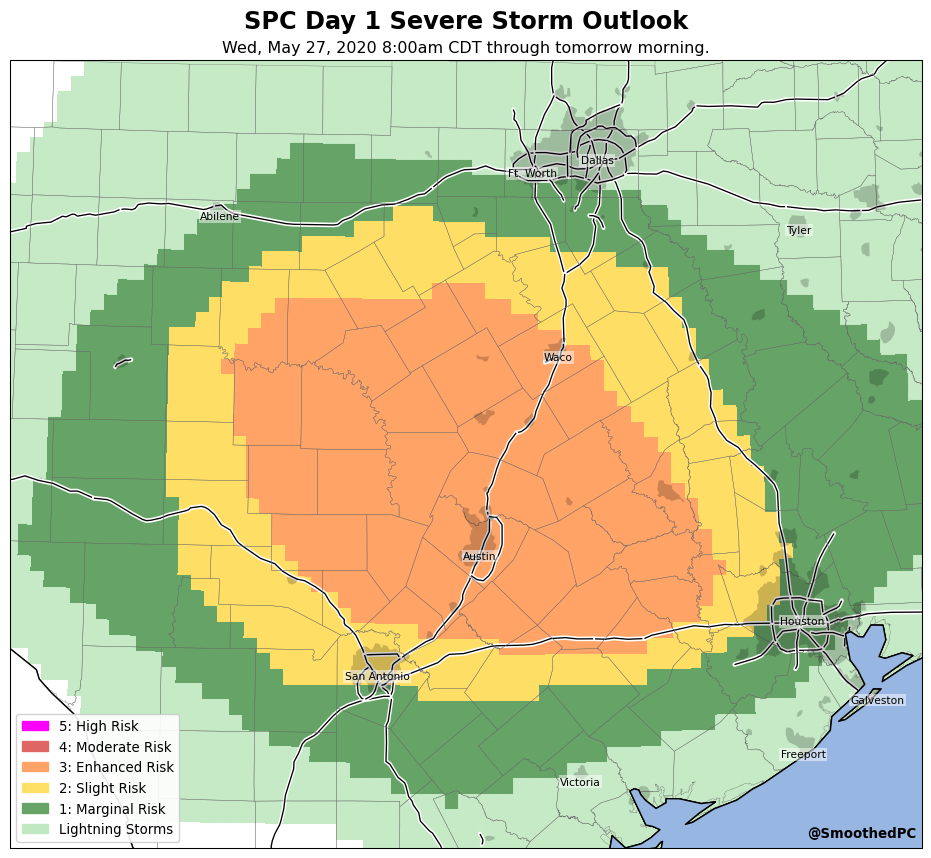 SPC Day 1 Severe Storm Outlook
Wed, May 27, 2020 8:00am CDT through tomorrow morning.
Dallas
Ft. Worth
Abilene
Tyler
Waco
Austin
Houston
San Antonio
Galveston
Freeport
Victoria
5: High Risk
4: Moderate Risk
3: Enhanced Risk
2: Slight Risk
1: Marginal Risk
Lightning Storms
@SmoothedPC